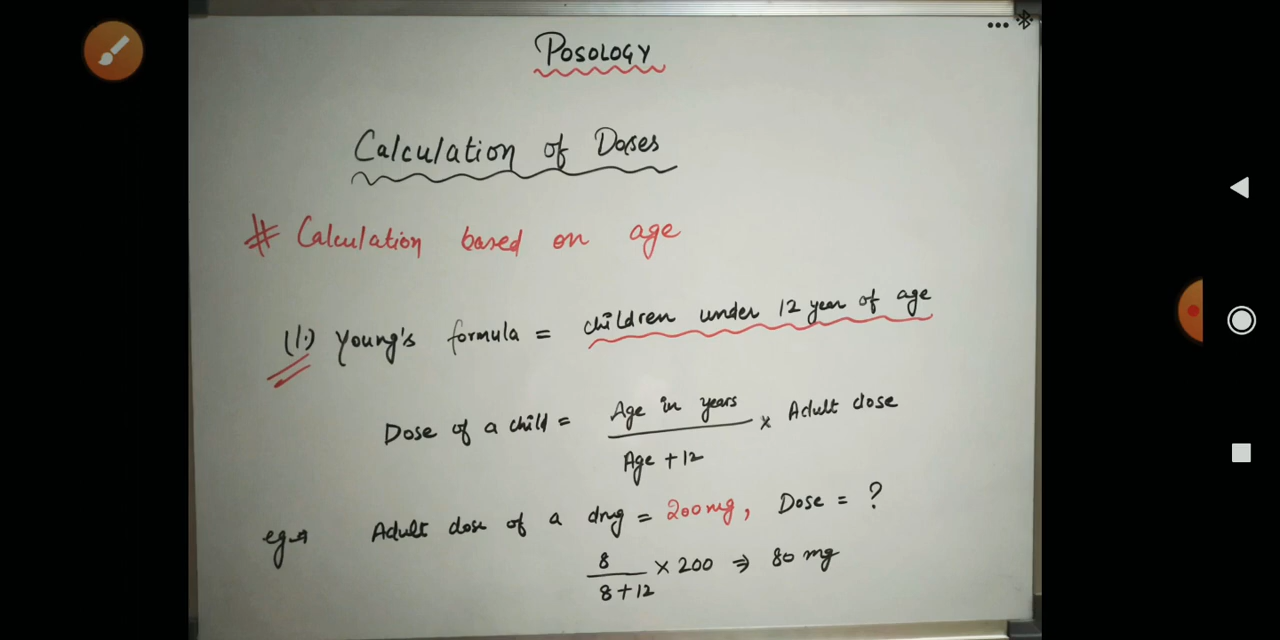 POSOLOGY
Calculation of Doses
# Calculation based on age
(1.) Young's formula = children under 12 year of age
Dose of a child = Age in years / Age + 12 x Adult dose
eg→ Adult dose of a drug = 200mg, Dose = ?
8 / 8+12 x 200 ⇒ 80 mg